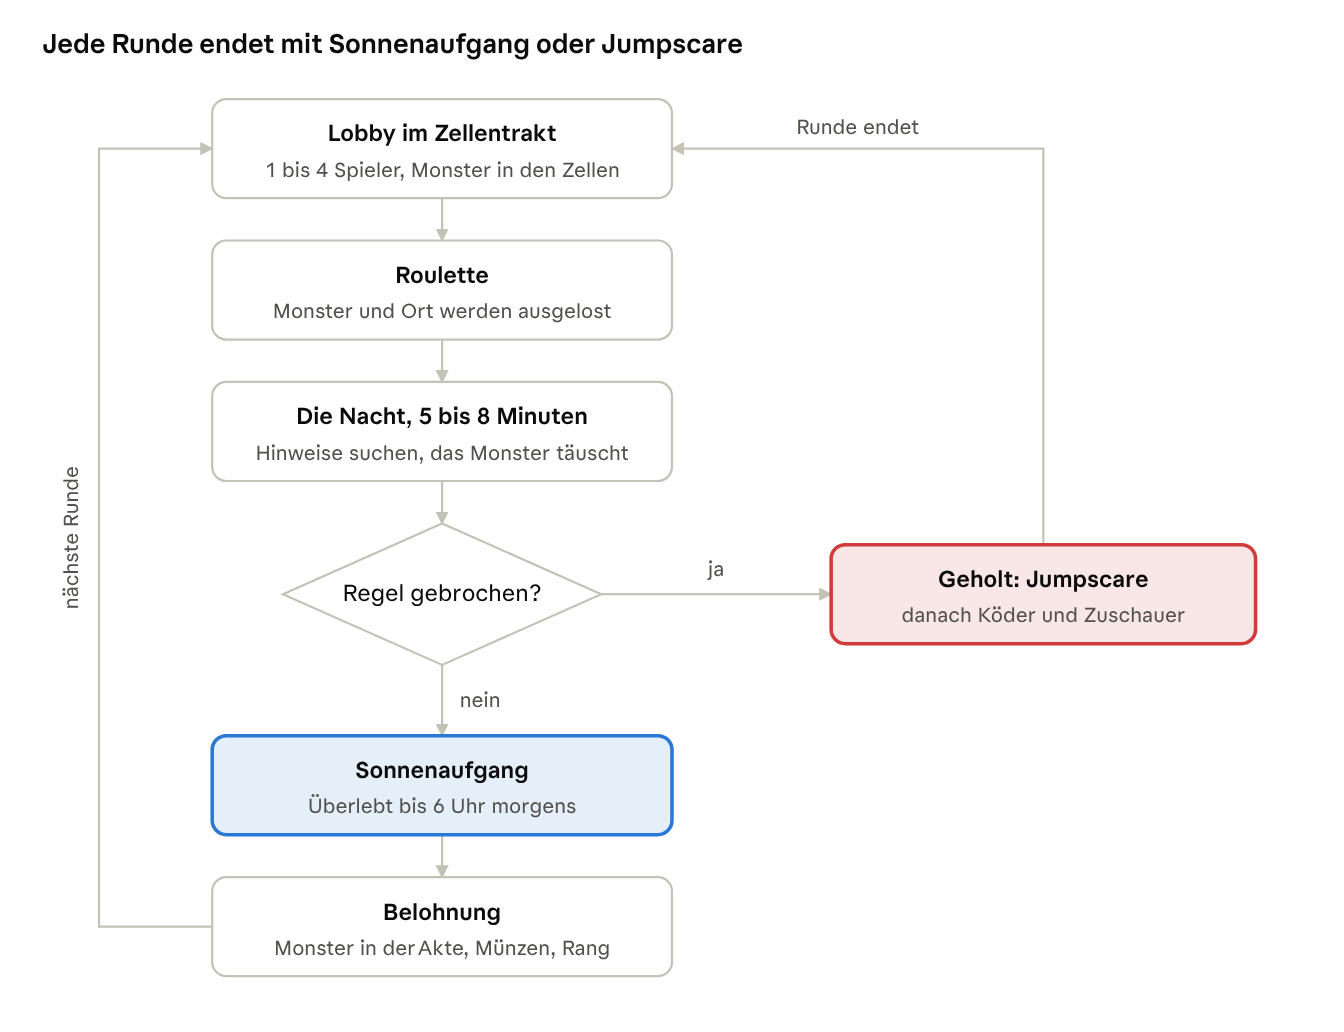 Jede Runde endet mit Sonnenaufgang oder Jumpscare
Lobby im Zellentrakt
1 bis 4 Spieler, Monster in den Zellen
Runde endet
Roulette
Monster und Ort werden ausgelost
Die Nacht, 5 bis 8 Minuten
Hinweise suchen, das Monster täuscht
nächste Runde
Regel gebrochen?
ja
Geholt: Jumpscare
danach Köder und Zuschauer
nein
Sonnenaufgang
Überlebt bis 6 Uhr morgens
Belohnung
Monster in der Akte, Münzen, Rang